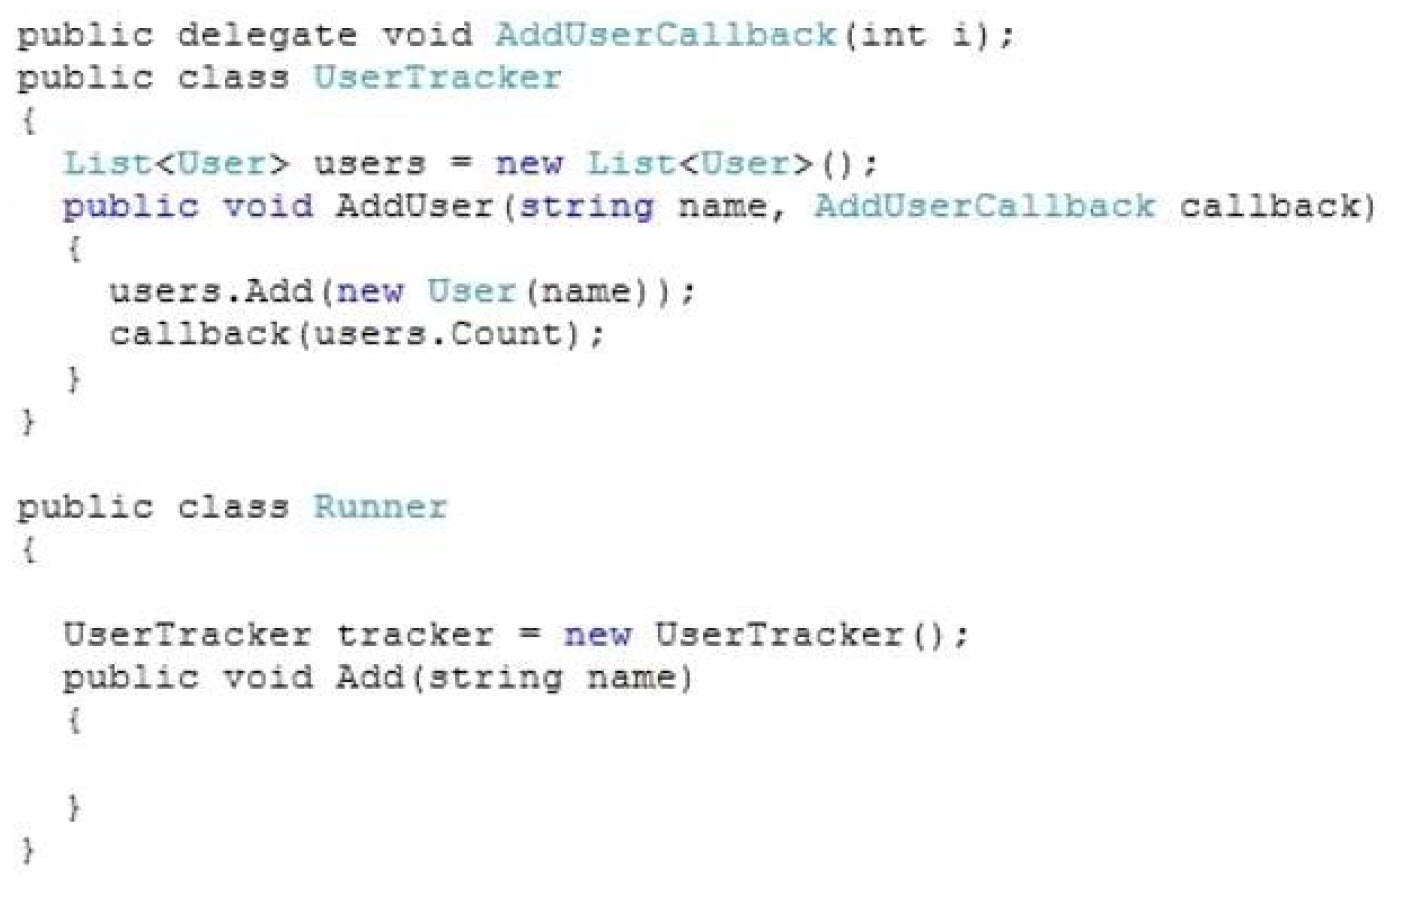 public delegate void AddUserCallback(int i);
public class UserTracker
{
  List<User> users = new List<User>();
  public void AddUser(string name, AddUserCallback callback)
  {
    users.Add(new User(name));
    callback(users.Count);
  }
}
public class Runner
{
  UserTracker tracker = new UserTracker();
  public void Add(string name)
  {
  }
}